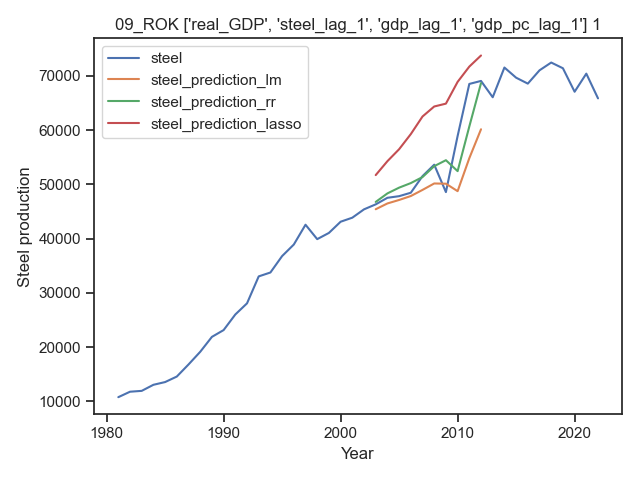 09_ROK ['real_GDP', 'steel_lag_1', 'gdp_lag_1', 'gdp_pc_lag_1'] 1
steel
steel_prediction_lm
steel_prediction_rr
steel_prediction_lasso
70000
60000
50000
40000
30000
20000
10000
Steel production
1980
1990
2000
2010
2020
Year